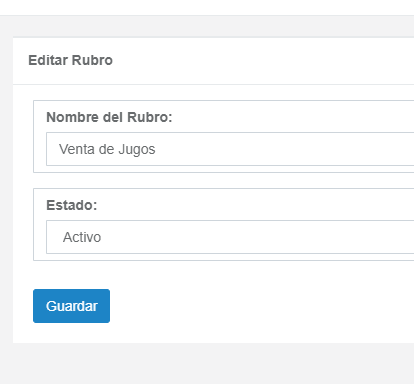 Editar Rubro
Nombre del Rubro:
Venta de Jugos
Estado:
Activo
Guardar